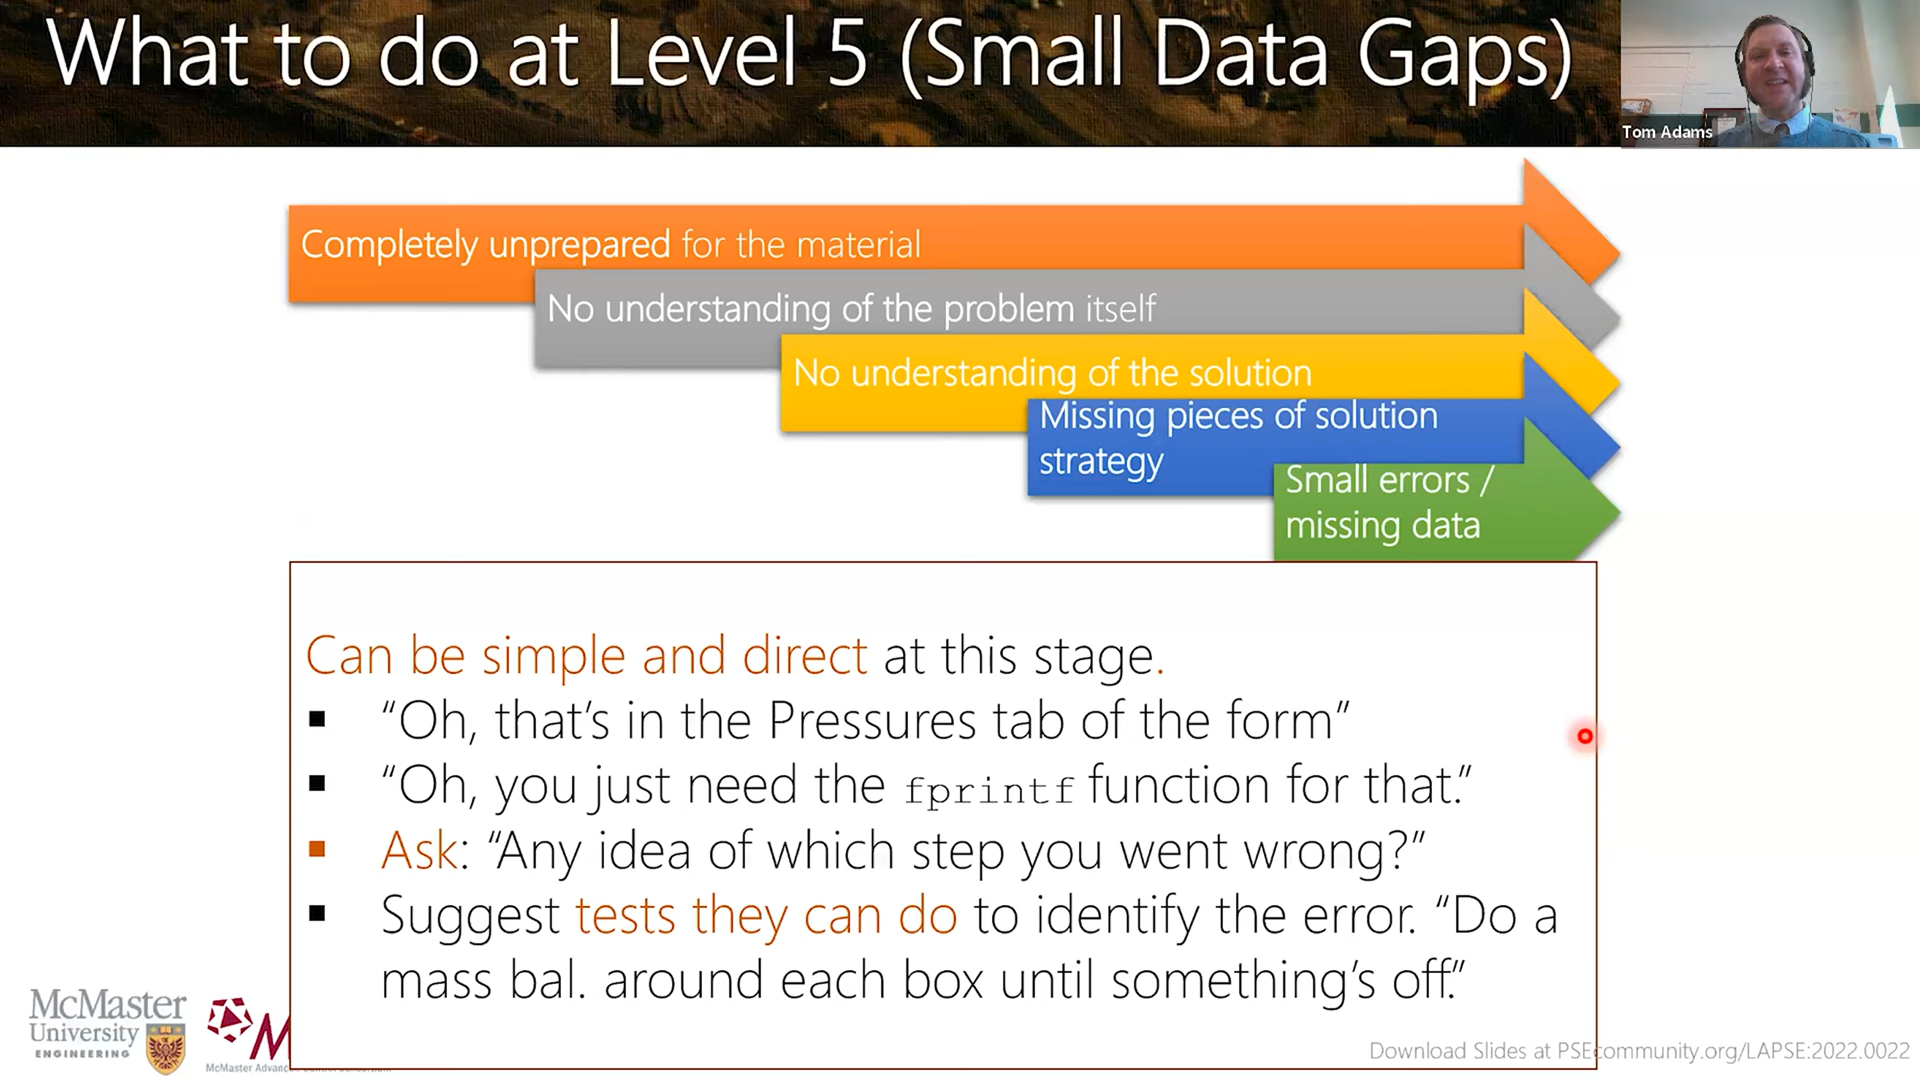 What to do at Level 5 (Small Data Gaps)
Tom Adams
Completely unprepared for the material
No understanding of the problem itself
No understanding of the solution
Missing pieces of solution
strategy
Small errors /
missing data
Can be simple and direct at this stage.
▪ “Oh, that’s in the Pressures tab of the form”
▪ “Oh, you just need the fprintf function for that.”
▪ Ask: “Any idea of which step you went wrong?”
▪ Suggest tests they can do to identify the error. “Do a
mass bal. around each box until something’s off.”
McMaster
University
ENGINEERING
M
McMaster
Download Slides at PSEcommunity.org/LAPSE:2022.0022